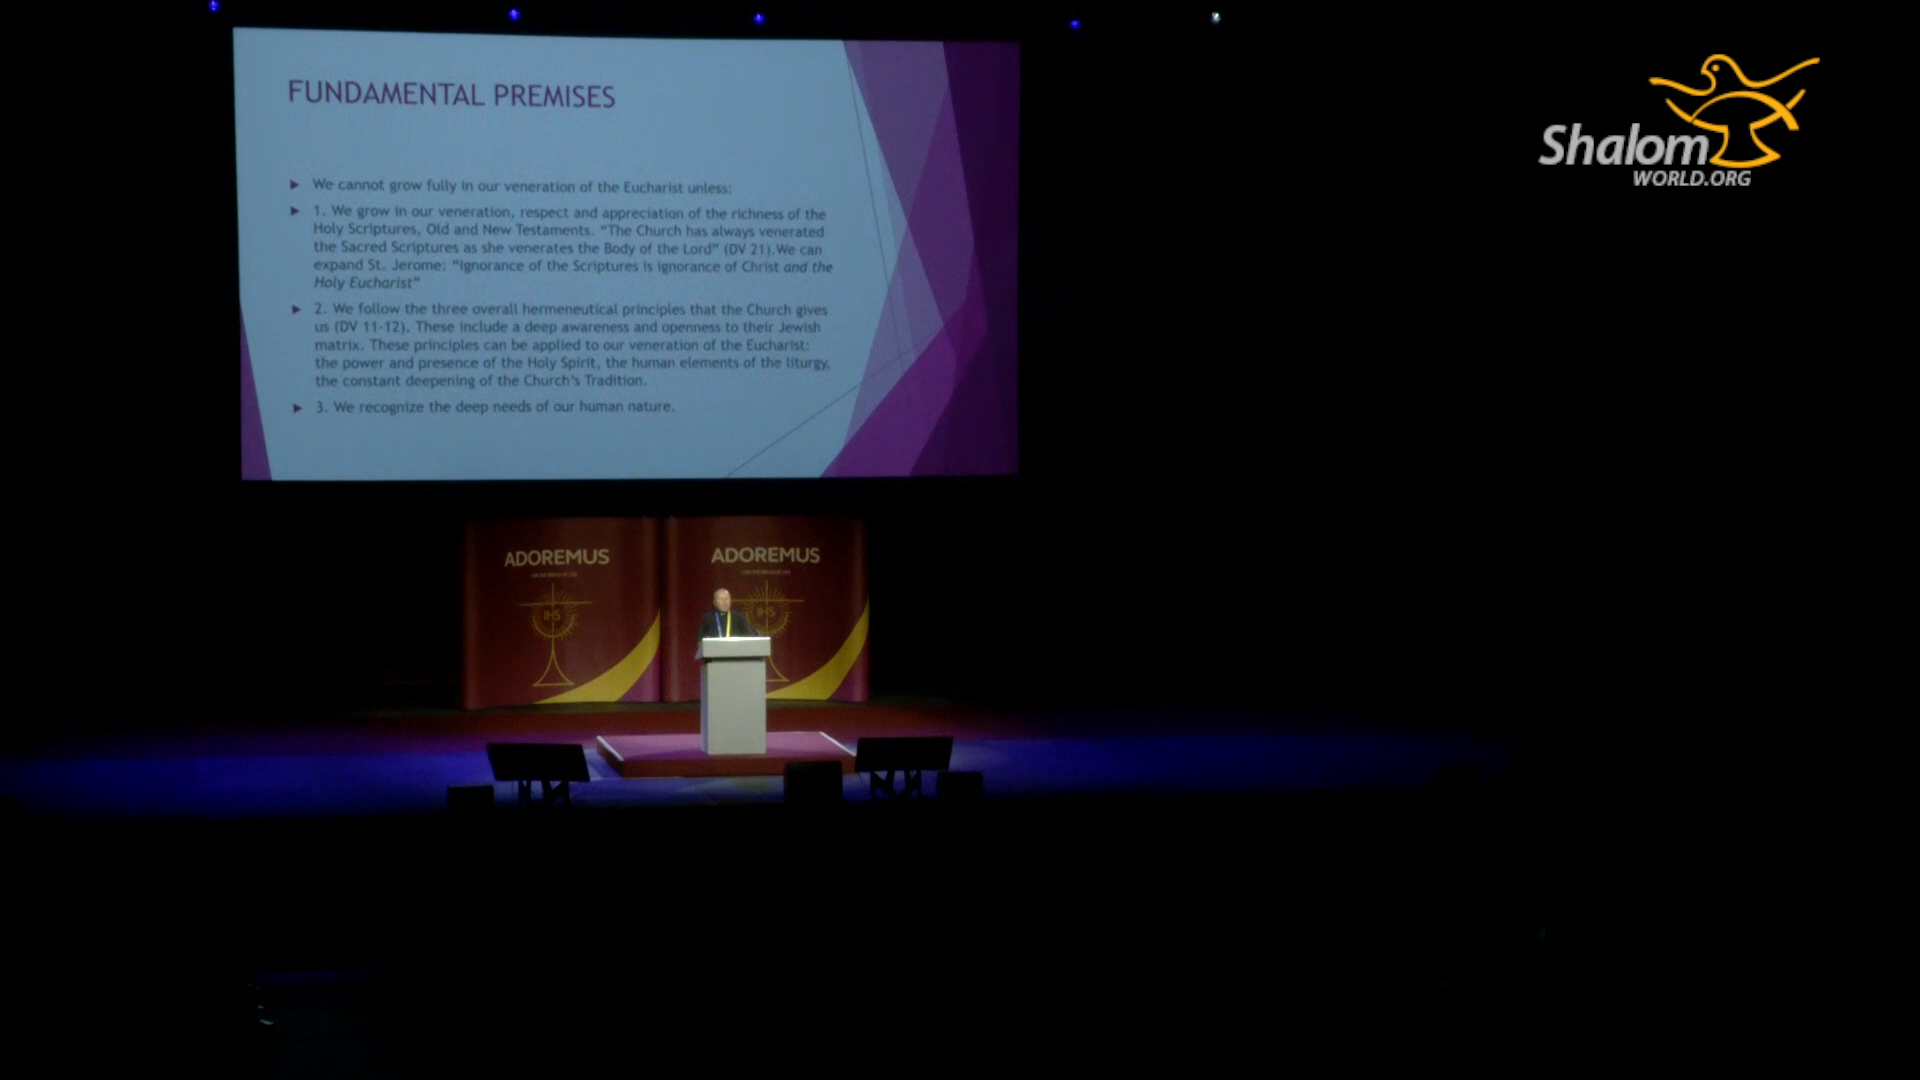 FUNDAMENTAL PREMISES
We cannot grow fully in our veneration of the Eucharist unless:
1. We grow in our veneration, respect and appreciation of the richness of the
Holy Scriptures, Old and New Testaments. “The Church has always venerated
the Sacred Scriptures as she venerates the Body of the Lord” (DV 21).We can
expand St. Jerome: “Ignorance of the Scriptures is ignorance of Christ and the
Holy Eucharist”
2. We follow the three overall hermeneutical principles that the Church gives
us (DV 11-12). These include a deep awareness and openness to their Jewish
matrix. These principles can be applied to our veneration of the Eucharist:
the power and presence of the Holy Spirit, the human elements of the liturgy,
the constant deepening of the Church’s Tradition.
3. We recognize the deep needs of our human nature.
Shalom
WORLD.ORG
ADOREMUS
IHS
ADOREMUS
IHS